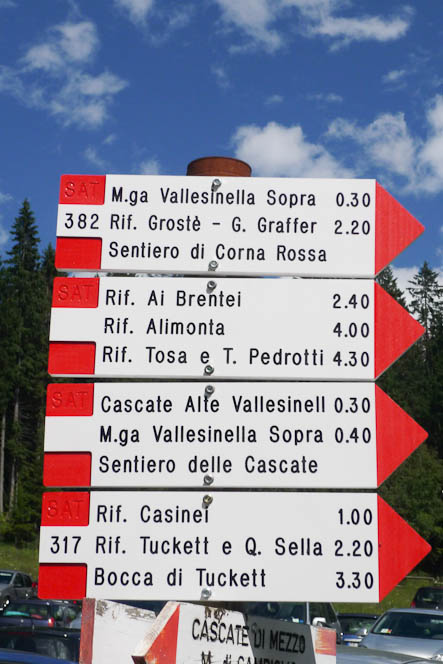 SAT M.ga Vallesinella Sopra 0.30
382 Rif. Grostè - G. Graffer 2.20
Sentiero di Corna Rossa
SAT Rif. Ai Brentei 2.40
Rif. Alimonta 4.00
Rif. Tosa e T. Pedrotti 4.30
SAT Cascate Alte Vallesinell 0.30
M.ga Vallesinella Sopra 0.40
Sentiero delle Cascate
SAT Rif. Casinei 1.00
317 Rif. Tuckett e Q. Sella 2.20
Bocca di Tuckett 3.30
CASCATE DI MEZZO